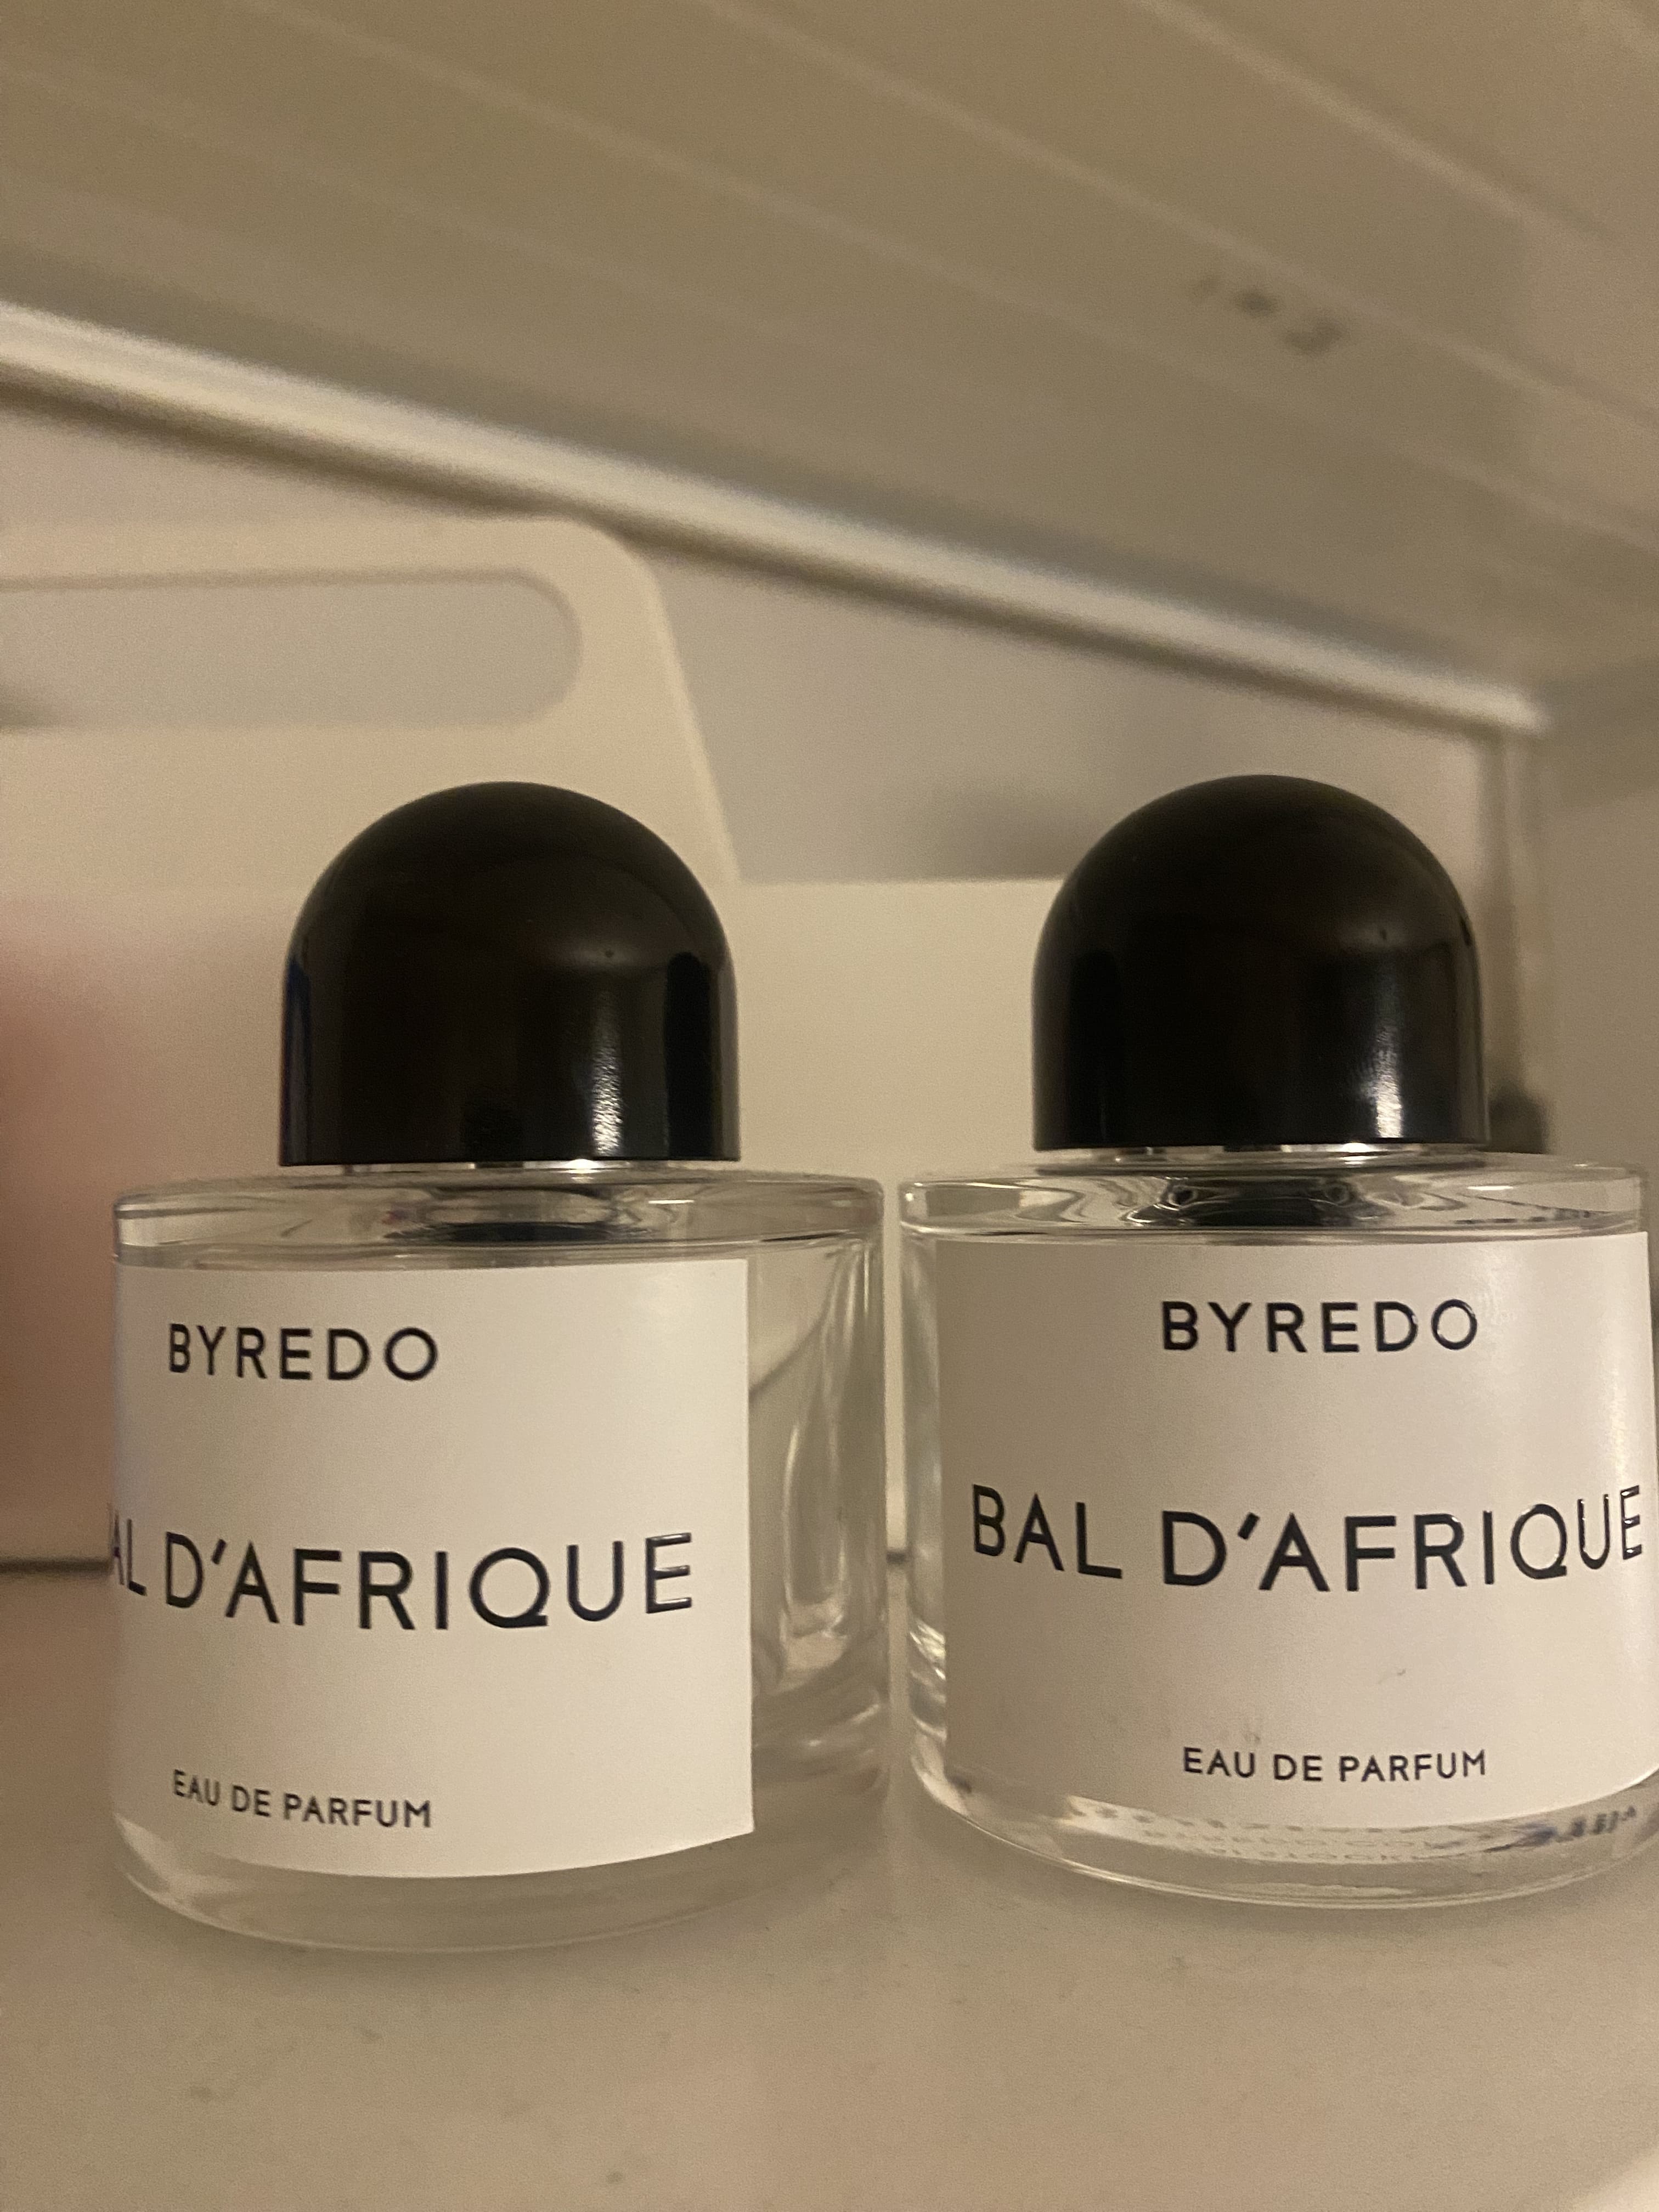 BYREDO
AL D'AFRIQUE
EAU DE PARFUM
BYREDO
BAL D'AFRIQUE
EAU DE PARFUM